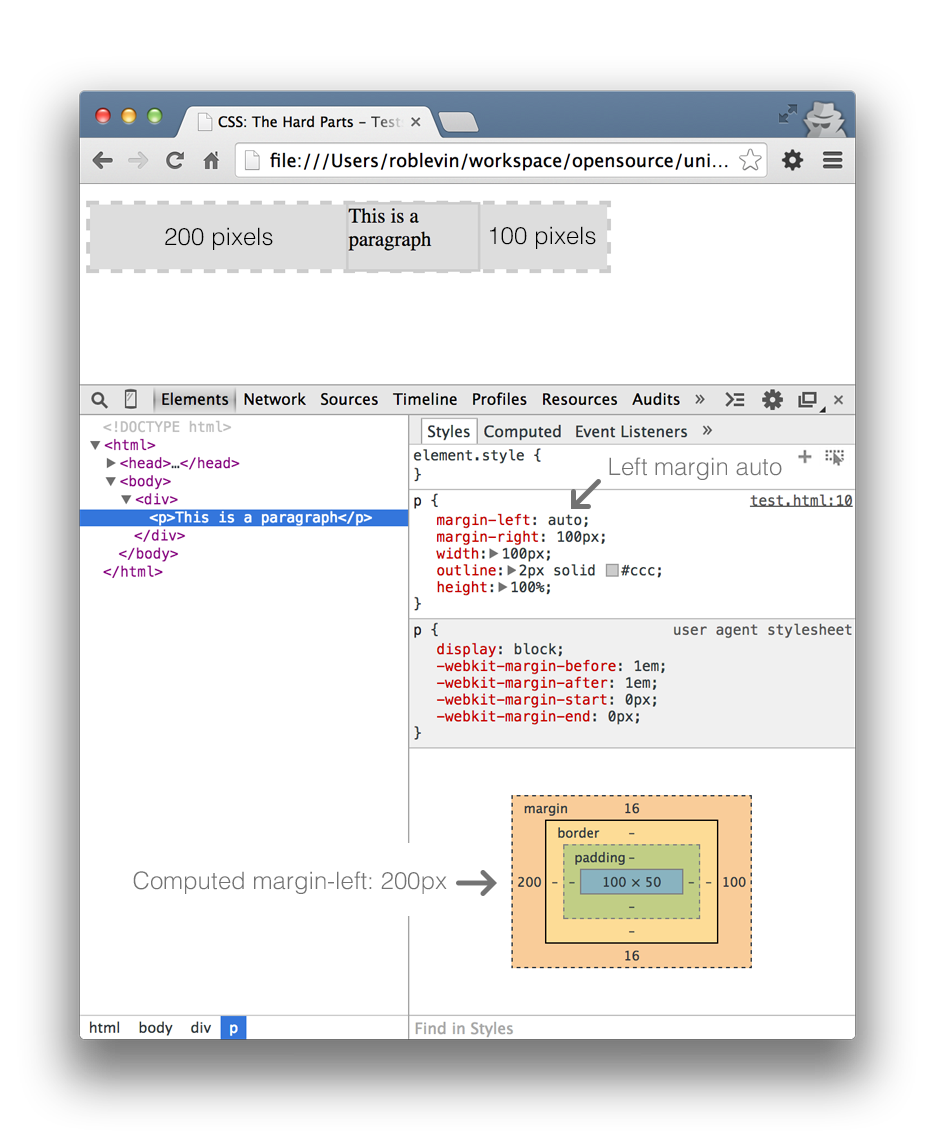 CSS: The Hard Parts – Test
file:///Users/roblevin/workspace/opensource/uni...
200 pixels
This is a
paragraph
100 pixels
Elements Network Sources Timeline Profiles Resources Audits »
<!DOCTYPE html>
<html>
<head>…</head>
<body>
<div>
<p>This is a paragraph</p>
</div>
</body>
</html>
Styles Computed Event Listeners »
element.style {
}
Left margin auto
p { test.html:10
margin-left: auto;
margin-right: 100px;
width: 100px;
outline: 2px solid #ccc;
height: 100%;
}
p { user agent stylesheet
display: block;
-webkit-margin-before: 1em;
-webkit-margin-after: 1em;
-webkit-margin-start: 0px;
-webkit-margin-end: 0px;
}
margin 16
border –
padding –
Computed margin-left: 200px
200 – – 100 × 50 – – 100
–
–
16
html body div p
Find in Styles